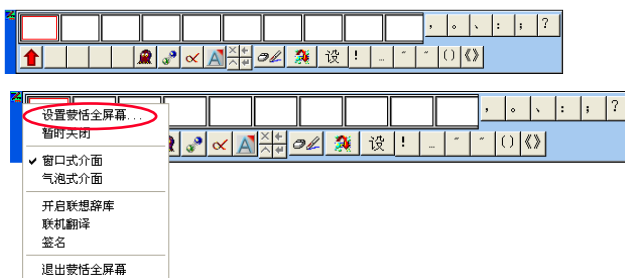 ， 。 、 ： ； ？
设 ！ … ( ) 《》
， 。 、 ： ； ？
设置蒙恬全屏幕...
设 ！ … ( ) 《》
暂时关闭
窗口式介面
气泡式介面
开启联想辞库
联机翻译
签名
退出蒙恬全屏幕